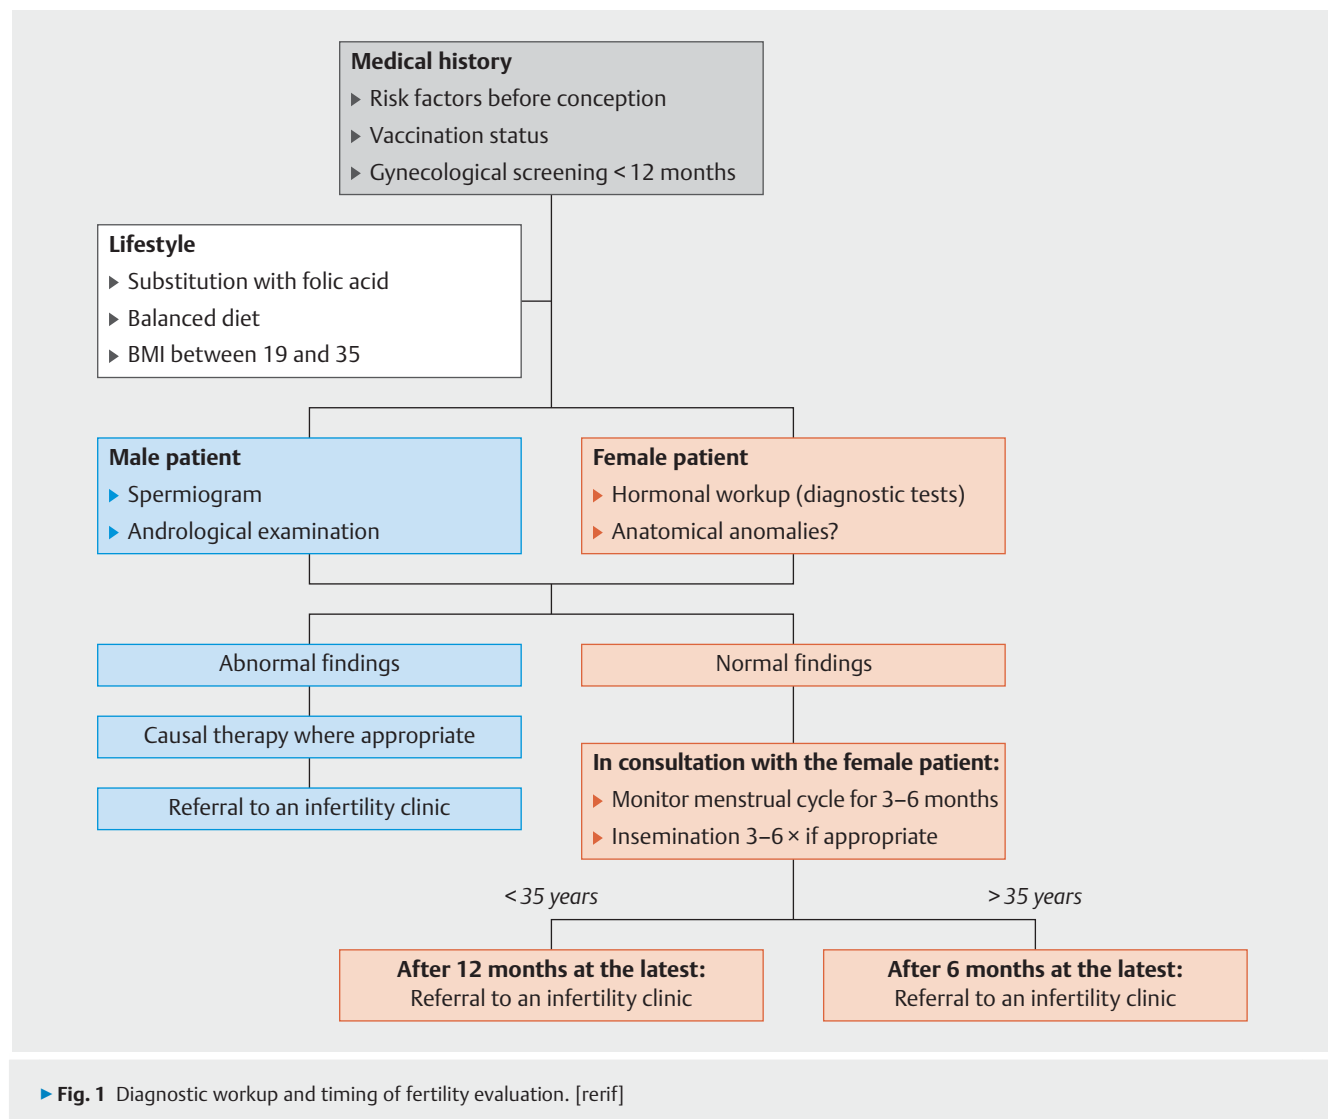 Medical history
▶ Risk factors before conception
▶ Vaccination status
▶ Gynecological screening < 12 months
Lifestyle
▶ Substitution with folic acid
▶ Balanced diet
▶ BMI between 19 and 35
Male patient
▶ Spermiogram
▶ Andrological examination
Female patient
▶ Hormonal workup (diagnostic tests)
▶ Anatomical anomalies?
Abnormal findings
Causal therapy where appropriate
Referral to an infertility clinic
Normal findings
In consultation with the female patient:
▶ Monitor menstrual cycle for 3–6 months
▶ Insemination 3–6 × if appropriate
< 35 years
> 35 years
After 12 months at the latest:
Referral to an infertility clinic
After 6 months at the latest:
Referral to an infertility clinic
▶ Fig. 1 Diagnostic workup and timing of fertility evaluation. [rerif]